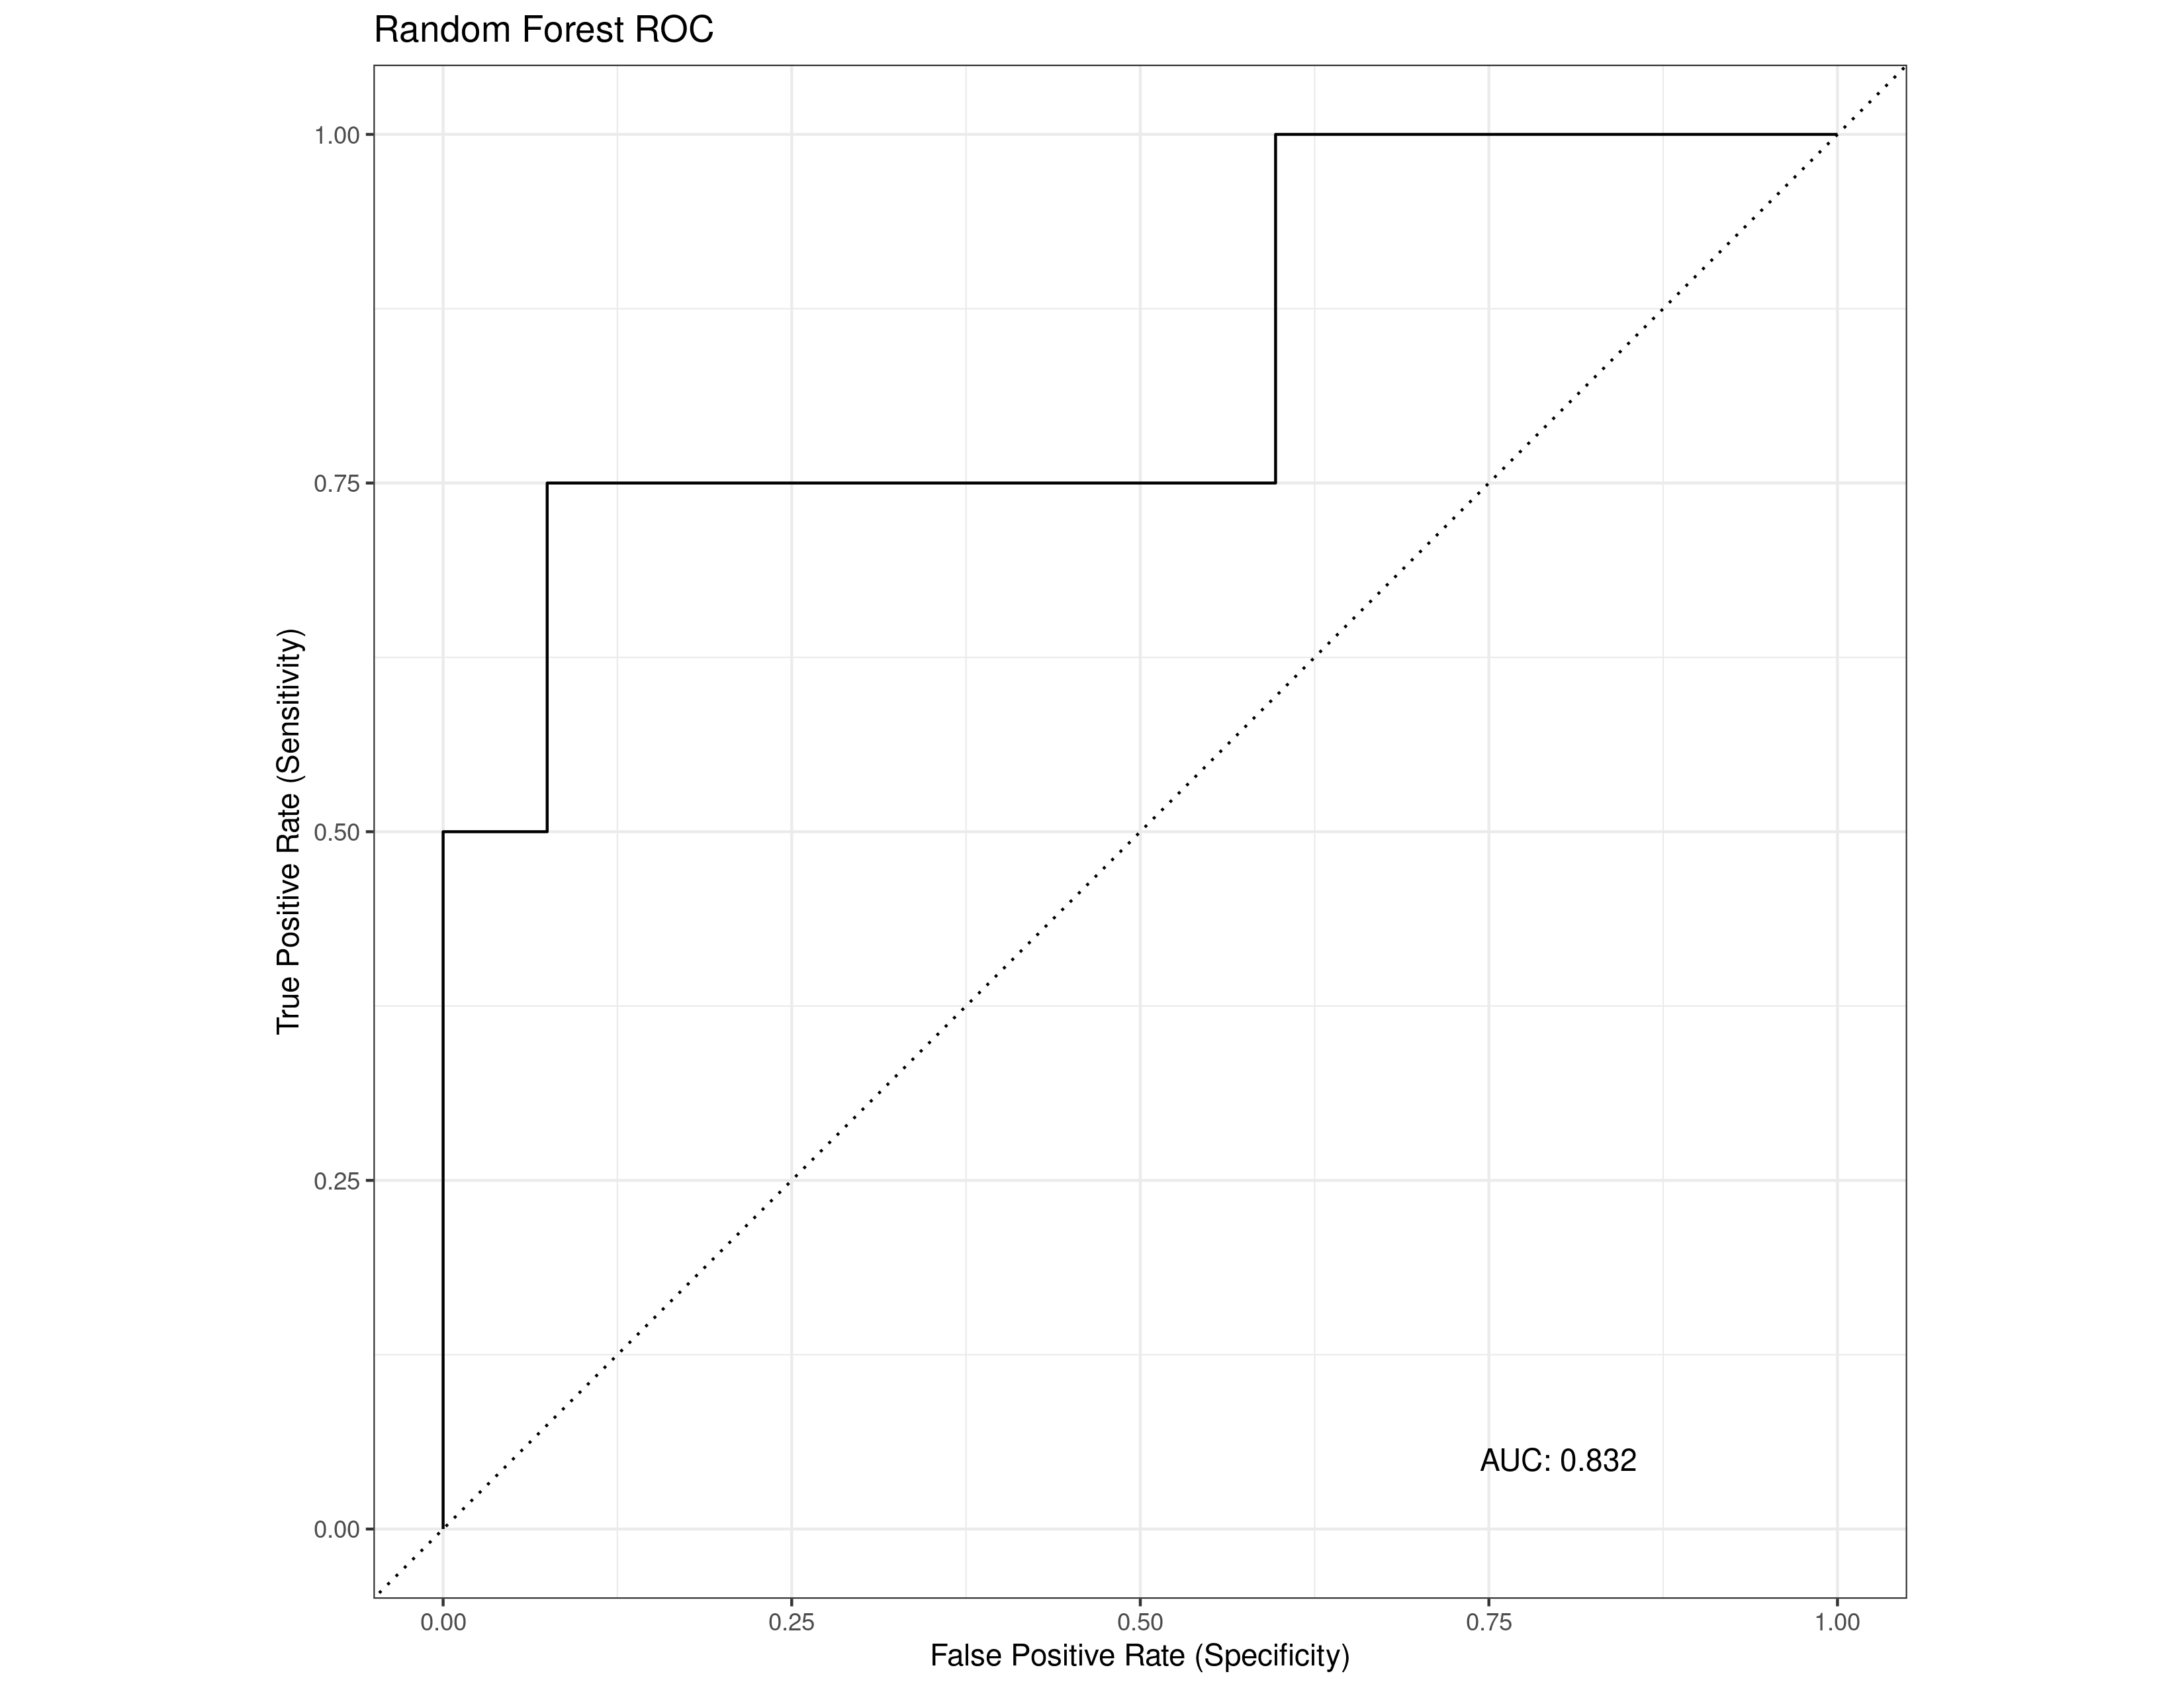 Random Forest ROC
1.00
0.75
0.50
0.25
0.00
True Positive Rate (Sensitivity)
AUC: 0.832
0.00 0.25 0.50 0.75 1.00
False Positive Rate (Specificity)